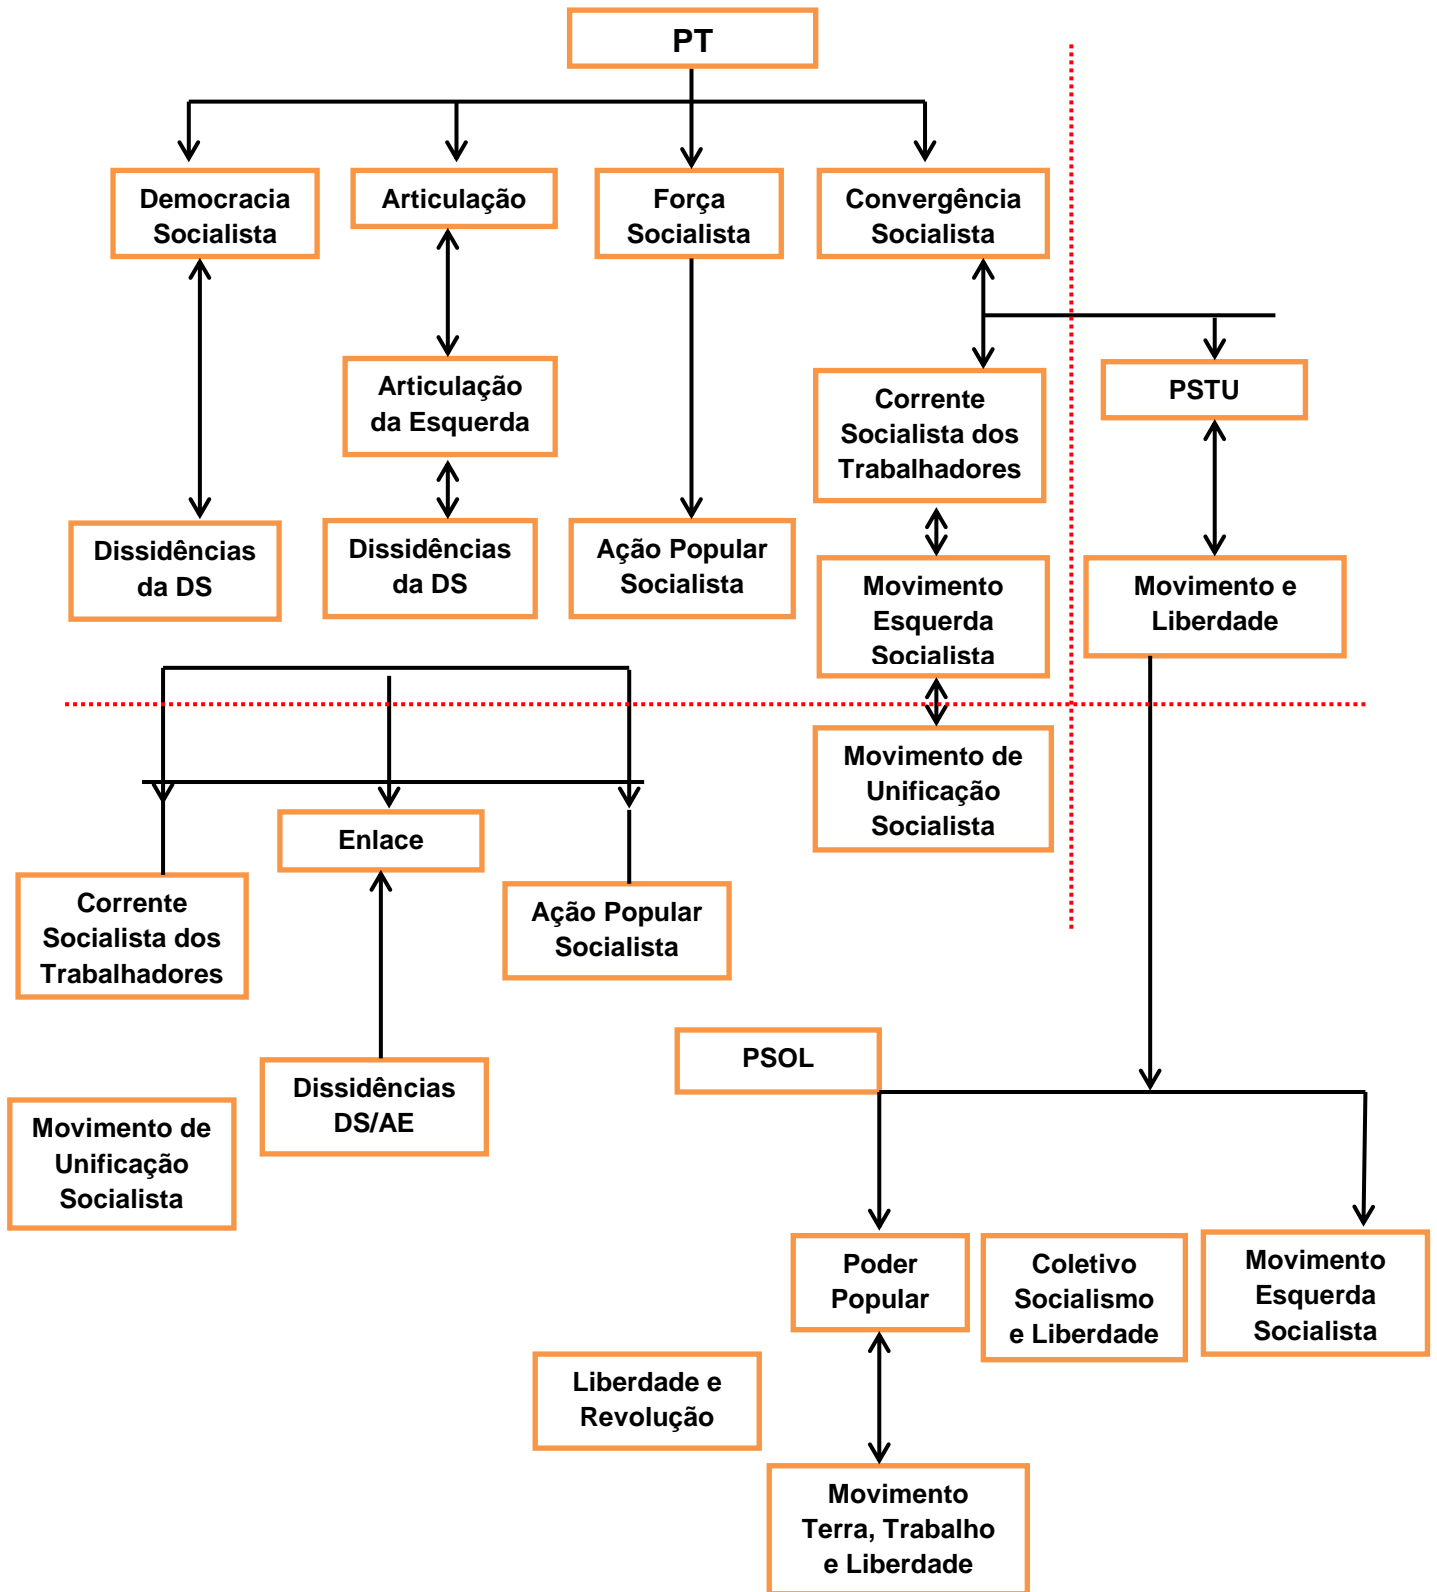 PT
Democracia
Socialista
Articulação
Força
Socialista
Convergência
Socialista
Articulação
da Esquerda
Corrente
Socialista dos
Trabalhadores
PSTU
Dissidências
da DS
Dissidências
da DS
Ação Popular
Socialista
Movimento
Esquerda
Socialista
Movimento e
Liberdade
Movimento de
Unificação
Socialista
Enlace
Corrente
Socialista dos
Trabalhadores
Ação Popular
Socialista
PSOL
Dissidências
DS/AE
Movimento de
Unificação
Socialista
Poder
Popular
Coletivo
Socialismo
e Liberdade
Movimento
Esquerda
Socialista
Liberdade e
Revolução
Movimento
Terra, Trabalho
e Liberdade